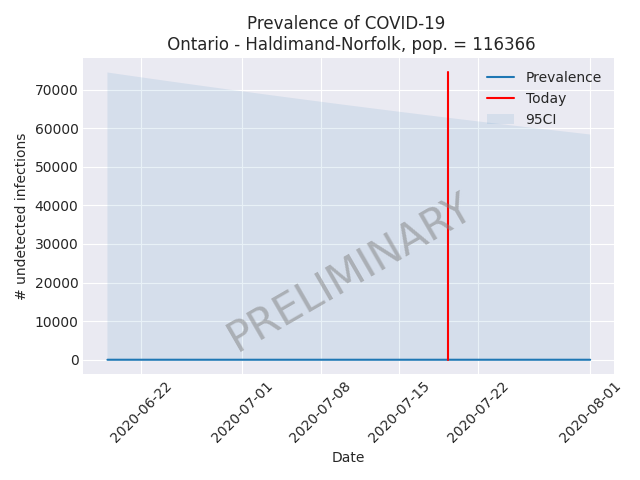 Prevalence of COVID-19
Ontario - Haldimand-Norfolk, pop. = 116366
Prevalence
Today
95CI
# undetected infections
70000
60000
50000
40000
30000
20000
10000
0
PRELIMINARY
2020-06-22
2020-07-01
2020-07-08
2020-07-15
2020-07-22
2020-08-01
Date